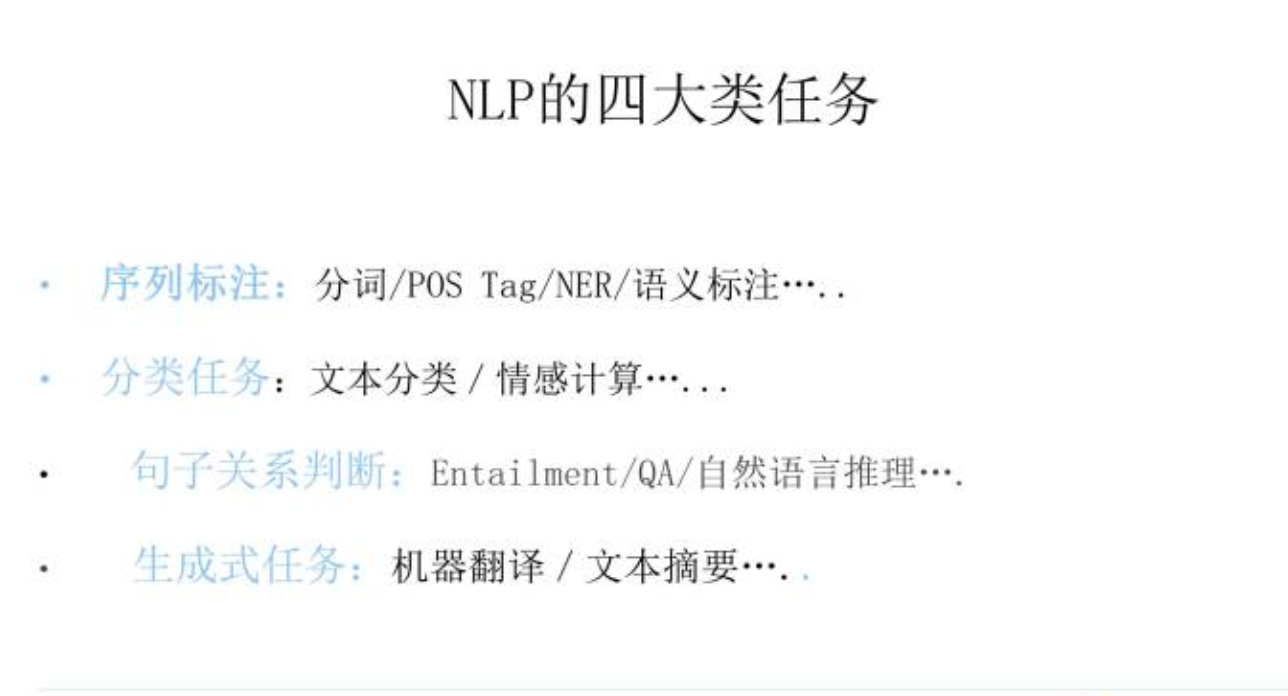 NLP的四大类任务
· 序列标注：分词/POS Tag/NER/语义标注…..
· 分类任务：文本分类 / 情感计算…...
· 句子关系判断：Entailment/QA/自然语言推理….
· 生成式任务：机器翻译 / 文本摘要…..